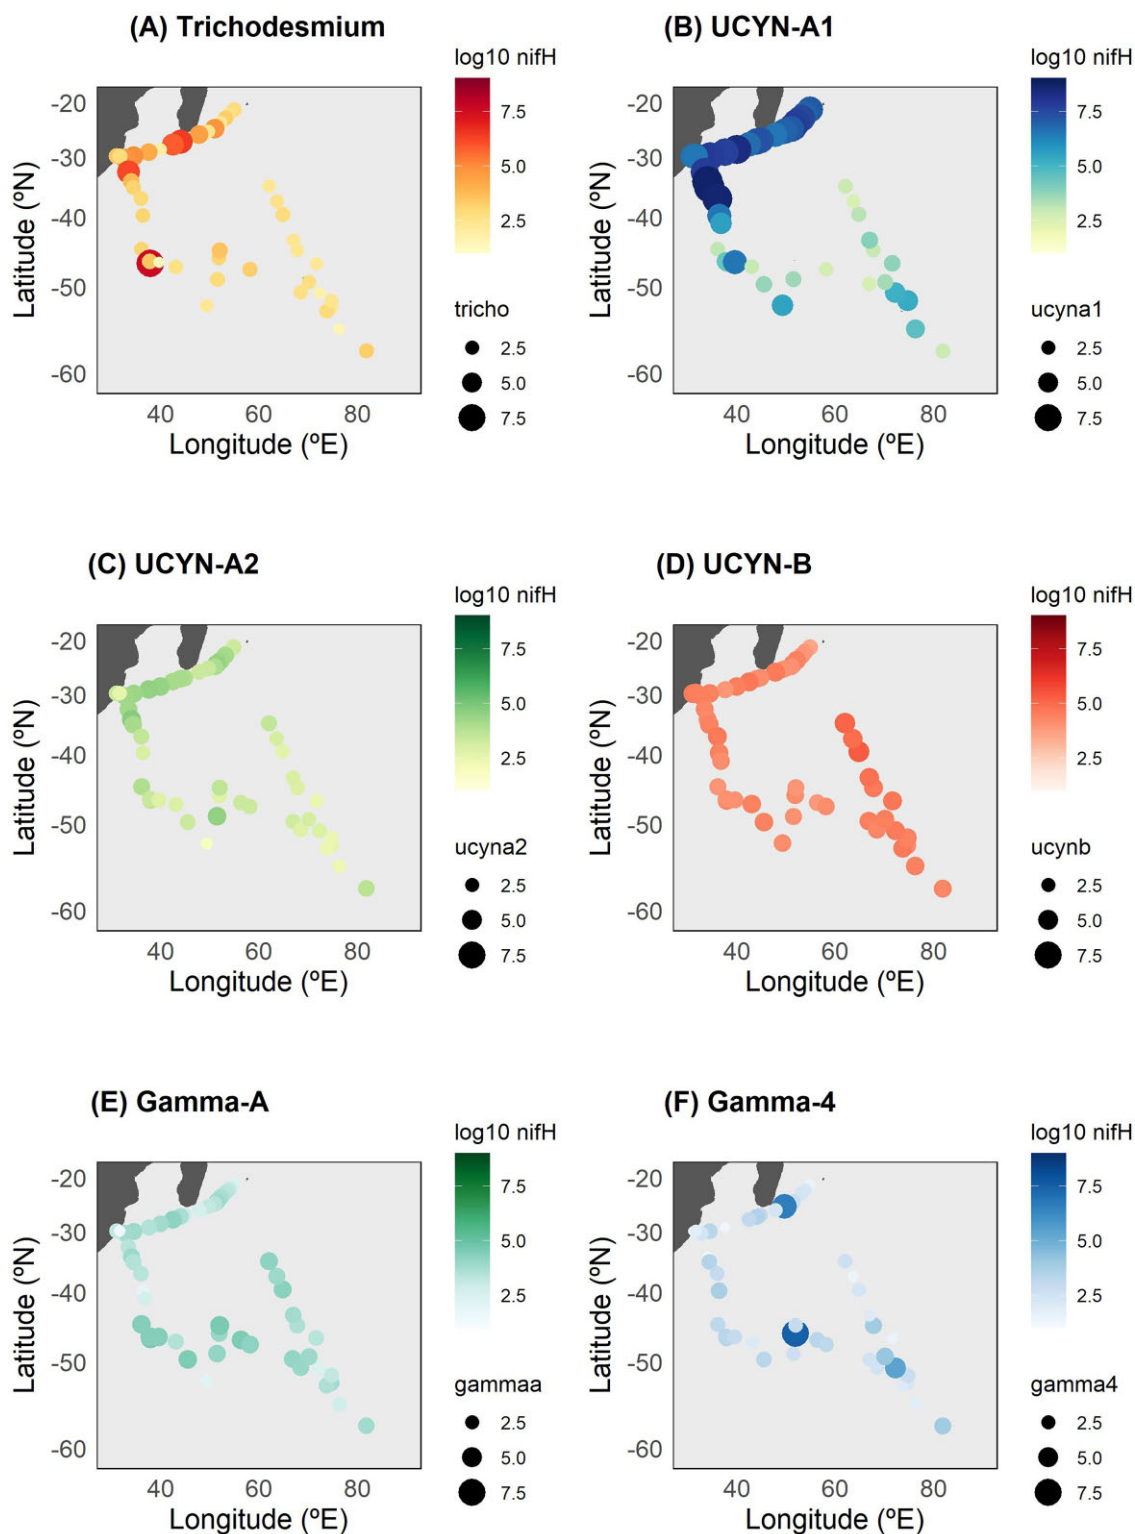 (A) Trichodesmium
log10 nifH
7.5
5.0
2.5
tricho
2.5
5.0
7.5
-20
-30
-40
-50
-60
Latitude (ºN)
40 60 80
Longitude (ºE)
(B) UCYN-A1
log10 nifH
7.5
5.0
2.5
ucyna1
2.5
5.0
7.5
-20
-30
-40
-50
-60
Latitude (ºN)
40 60 80
Longitude (ºE)
(C) UCYN-A2
log10 nifH
7.5
5.0
2.5
ucyna2
2.5
5.0
7.5
-20
-30
-40
-50
-60
Latitude (ºN)
40 60 80
Longitude (ºE)
(D) UCYN-B
log10 nifH
7.5
5.0
2.5
ucynb
2.5
5.0
7.5
-20
-30
-40
-50
-60
Latitude (ºN)
40 60 80
Longitude (ºE)
(E) Gamma-A
log10 nifH
7.5
5.0
2.5
gammaa
2.5
5.0
7.5
-20
-30
-40
-50
-60
Latitude (ºN)
40 60 80
Longitude (ºE)
(F) Gamma-4
log10 nifH
7.5
5.0
2.5
gamma4
2.5
5.0
7.5
-20
-30
-40
-50
-60
Latitude (ºN)
40 60 80
Longitude (ºE)